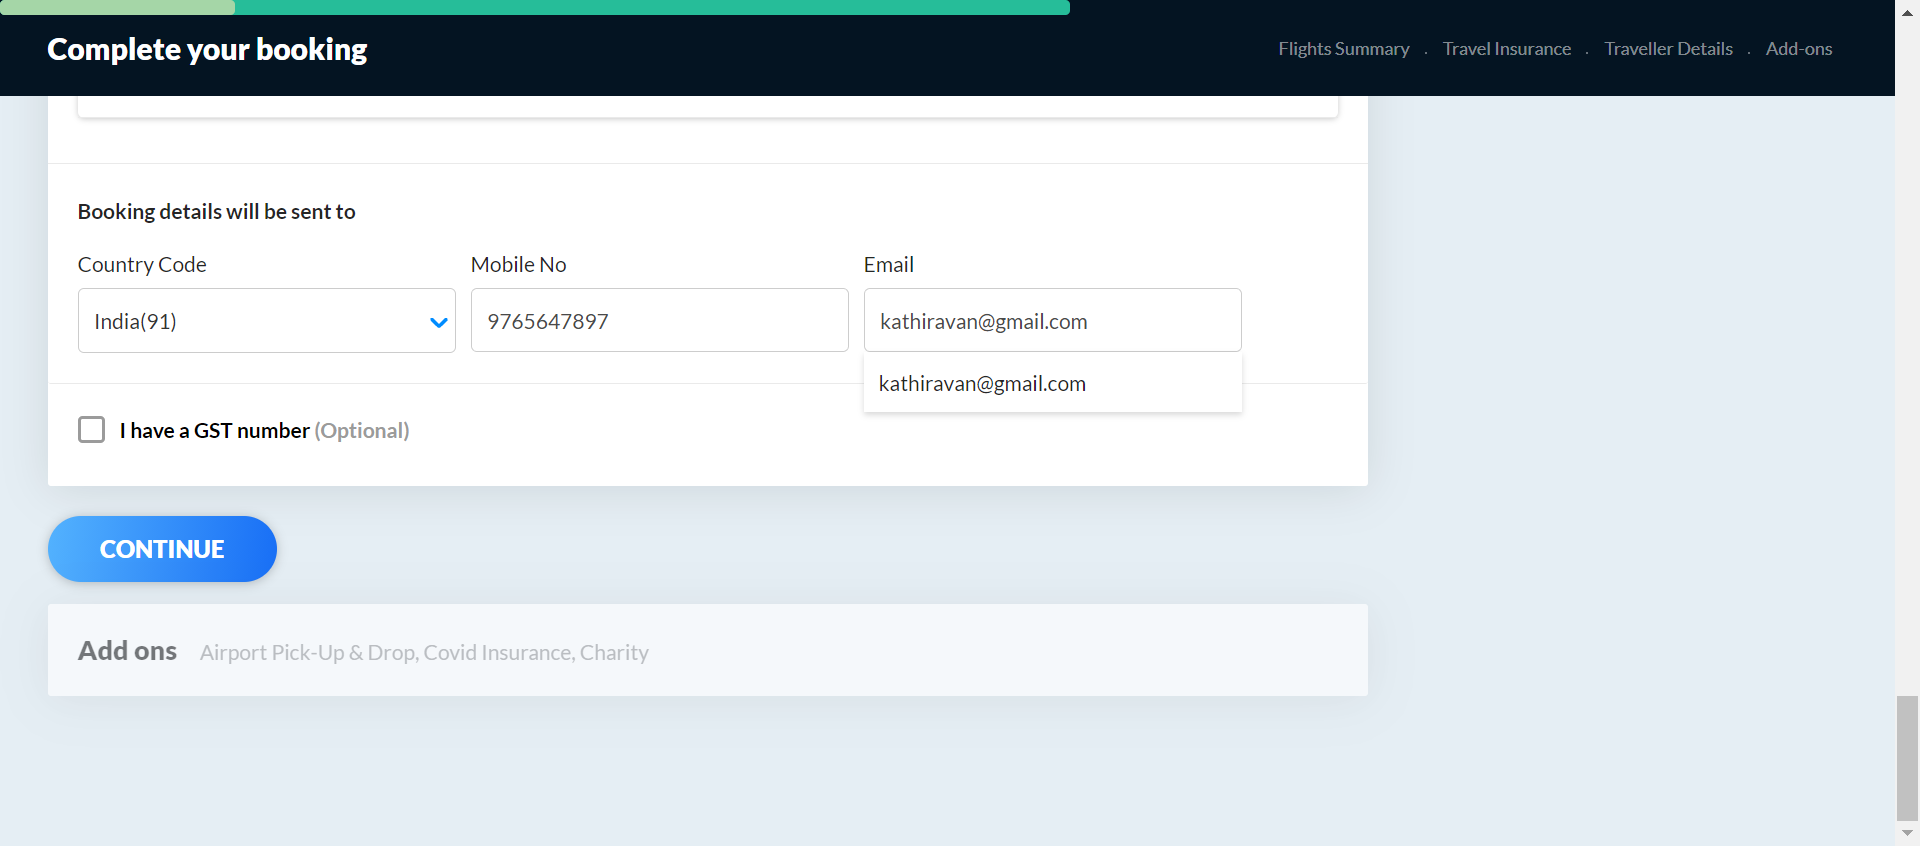 Complete your booking
Flights Summary . Travel Insurance . Traveller Details . Add-ons
Booking details will be sent to
Country Code
Mobile No
Email
India(91)
9765647897
kathiravan@gmail.com
kathiravan@gmail.com
I have a GST number (Optional)
CONTINUE
Add ons Airport Pick-Up & Drop, Covid Insurance, Charity